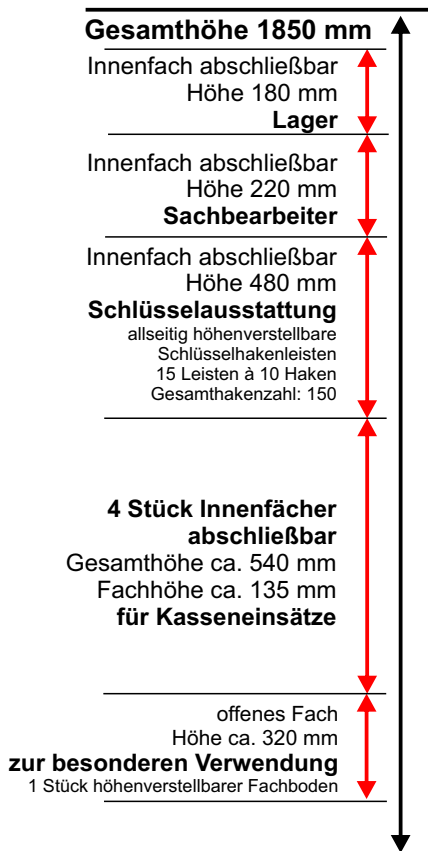 Gesamthöhe 1850 mm
Innenfach abschließbar
Höhe 180 mm
Lager
Innenfach abschließbar
Höhe 220 mm
Sachbearbeiter
Innenfach abschließbar
Höhe 480 mm
Schlüsselausstattung
allseitig höhenverstellbare
Schlüsselhakenleisten
15 Leisten à 10 Haken
Gesamthakenzahl: 150
4 Stück Innenfächer
abschließbar
Gesamthöhe ca. 540 mm
Fachhöhe ca. 135 mm
für Kasseneinsätze
offenes Fach
Höhe ca. 320 mm
zur besonderen Verwendung
1 Stück höhenverstellbarer Fachboden